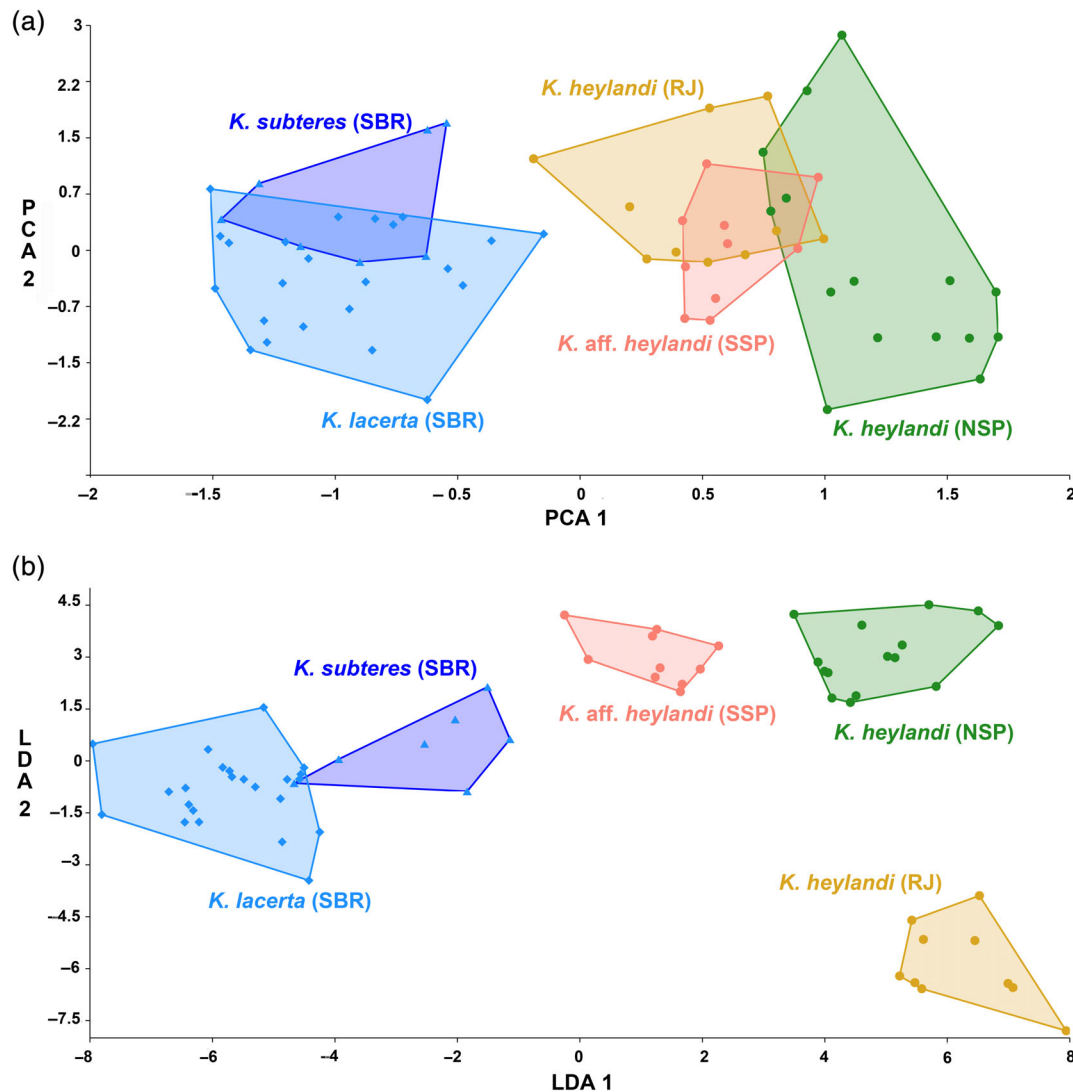 (a)
3
2.2
1.5
0.7
0
−0.7
−1.5
−2.2
PCA 2
K. subteres (SBR)
K. heylandi (RJ)
K. aff. heylandi (SSP)
K. lacerta (SBR)
K. heylandi (NSP)
−2 −-1.5 −1 −0.5 0 0.5 1 1.5 2
PCA 1
(b)
4.5
3
1.5
0
−1.5
−3
-4.5
−6
−7.5
LDA 2
K. subteres (SBR)
K. aff. heylandi (SSP)
K. heylandi (NSP)
K. lacerta (SBR)
K. heylandi (RJ)
−8 −6 -4 −2 0 2 4 6 8
LDA 1